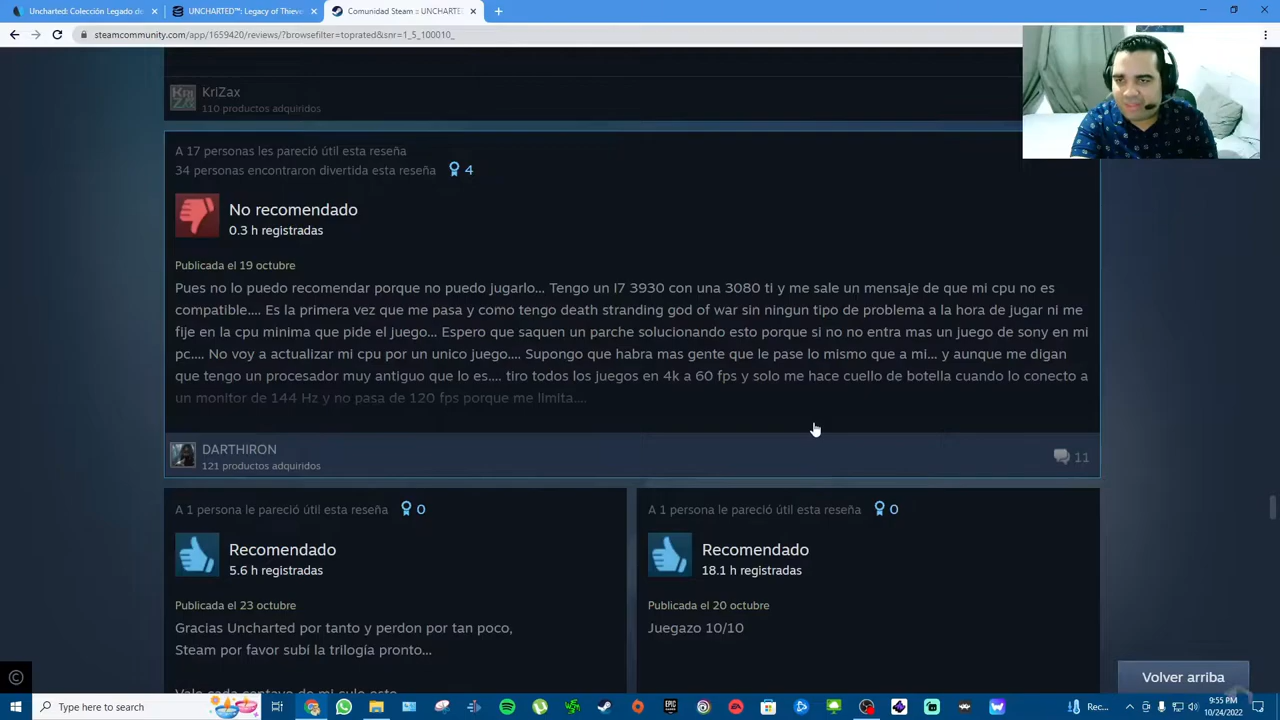 Uncharted: Colección Legado de
UNCHARTED™: Legacy of Thieve
Comunidad Steam :: UNCHARTE
steamcommunity.com/app/1659420/reviews/?browsefilter=toprated&snr=1_5_100010_
KriZax
110 productos adquiridos
A 17 personas les pareció útil esta reseña
34 personas encontraron divertida esta reseña 4
No recomendado
0.3 h registradas
Publicada el 19 octubre
Pues no lo puedo recomendar porque no puedo jugarlo... Tengo un I7 3930 con una 3080 ti y me sale un mensaje de que mi cpu no es
compatible.... Es la primera vez que me pasa y como tengo death stranding god of war sin ningun tipo de problema a la hora de jugar ni me
fije en la cpu minima que pide el juego... Espero que saquen un parche solucionando esto porque si no no entra mas un juego de sony en mi
pc.... No voy a actualizar mi cpu por un unico juego.... Supongo que habra mas gente que le pase lo mismo que a mi... y aunque me digan
que tengo un procesador muy antiguo que lo es.... tiro todos los juegos en 4k a 60 fps y solo me hace cuello de botella cuando lo conecto a
un monitor de 144 Hz y no pasa de 120 fps porque me limita....
DARTHIRON
121 productos adquiridos
11
A 1 persona le pareció útil esta reseña 0
Recomendado
5.6 h registradas
Publicada el 23 octubre
Gracias Uncharted por tanto y perdon por tan poco,
Steam por favor subi la trilogía pronto...
Vale cada centavo de mi culo esto
A 1 persona le pareció útil esta reseña 0
Recomendado
18.1 h registradas
Publicada el 20 octubre
Juegazo 10/10
Volver arriba
Type here to search
EPIC
Rec...
9:55 PM
10/24/2022